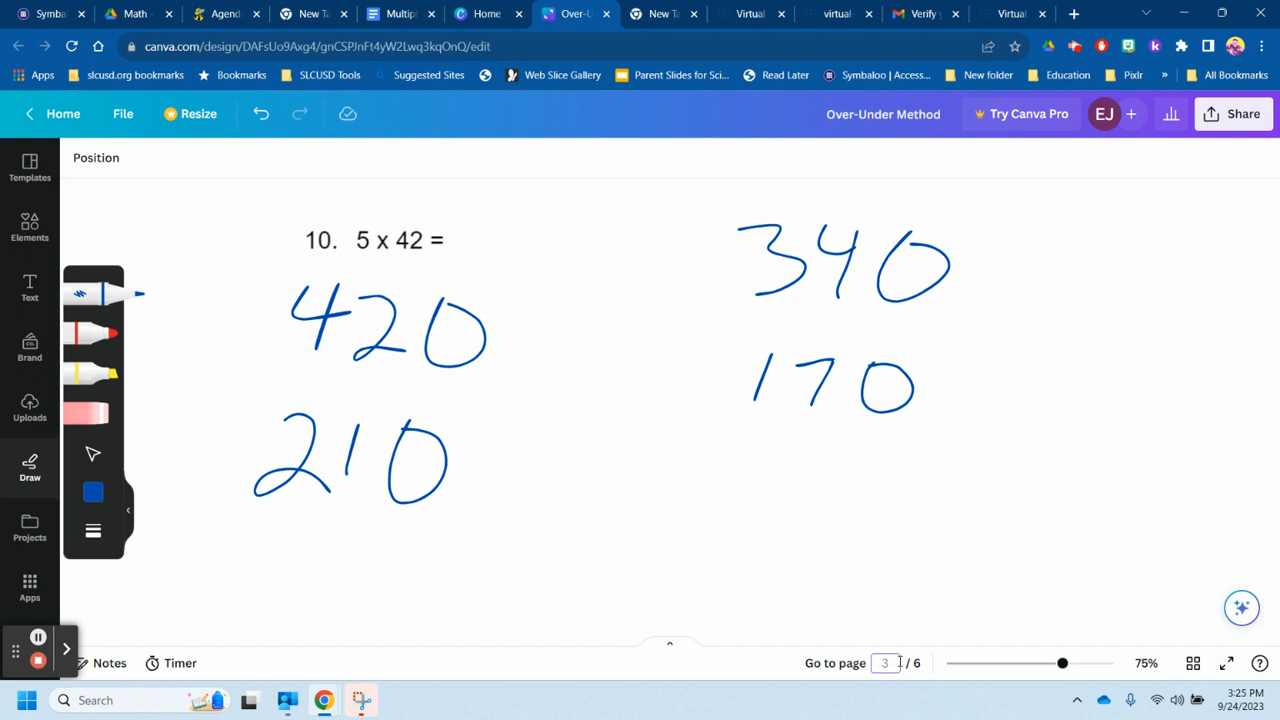 Symbal
Math -
Agend
New Ta
Multipl
Home
Over-U
New Ta
Virtual
virtual
Verify y
Virtual
canva.com/design/DAFsUo9Axg4/gnCSPJnFt4yW2Lwq3kqOnQ/edit
Apps
slcusd.org bookmarks
Bookmarks
SLCUSD Tools
Suggested Sites
Web Slice Gallery
Parent Slides for Sci...
Read Later
Symbaloo | Access...
New folder
Education
Pixlr
»
All Bookmarks
Home
File
Resize
Over-Under Method
Try Canva Pro
EJ
+
Share
Position
Templates
Elements
Text
Brand
Uploads
Draw
Projects
Apps
10. 5 x 42 =
420
210
340
170
Notes
Timer
Go to page 3 / 6
75%
Search
3:25 PM
9/24/2023